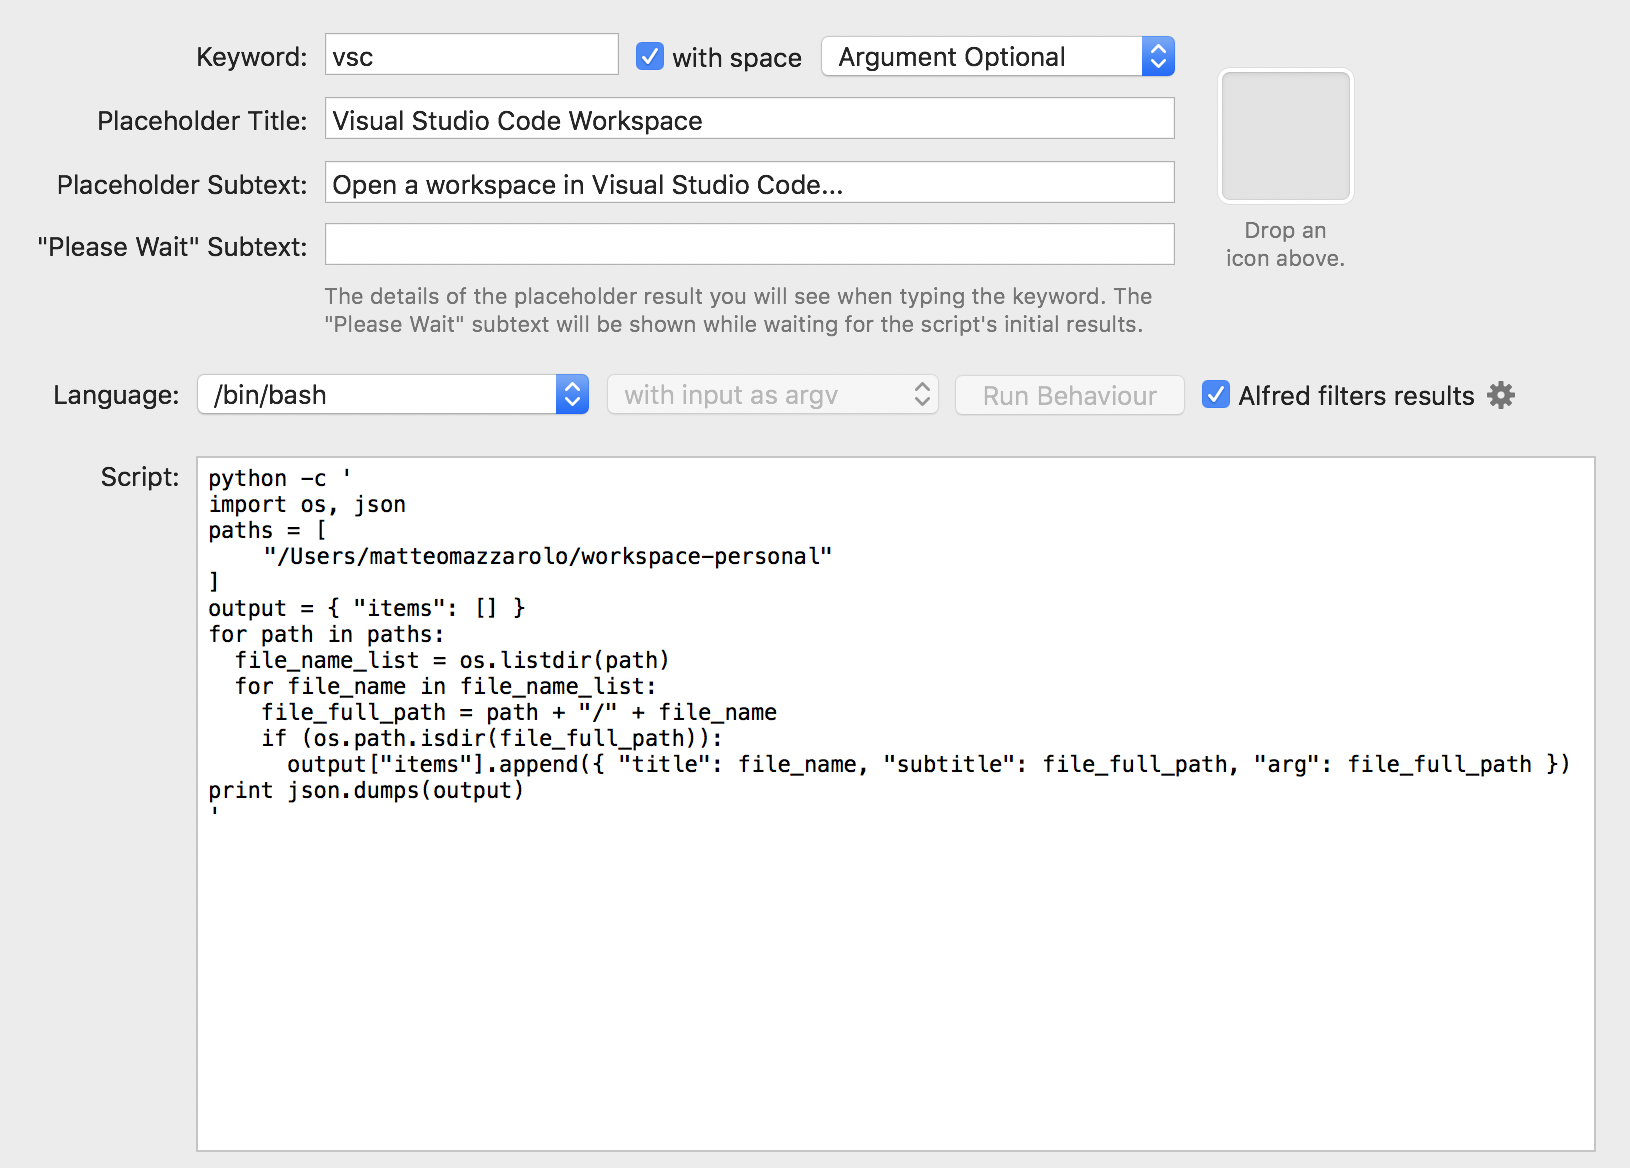 Keyword: vsc with space Argument Optional
Placeholder Title: Visual Studio Code Workspace
Placeholder Subtext: Open a workspace in Visual Studio Code...
"Please Wait" Subtext:
Drop an
icon above.
The details of the placeholder result you will see when typing the keyword. The
"Please Wait" subtext will be shown while waiting for the script's initial results.
Language: /bin/bash with input as argv Run Behaviour Alfred filters results
Script:
python -c '
import os, json
paths = [
    "/Users/matteomazzarolo/workspace-personal"
]
output = { "items": [] }
for path in paths:
  file_name_list = os.listdir(path)
  for file_name in file_name_list:
    file_full_path = path + "/" + file_name
    if (os.path.isdir(file_full_path)):
      output["items"].append({ "title": file_name, "subtitle": file_full_path, "arg": file_full_path })
print json.dumps(output)
'